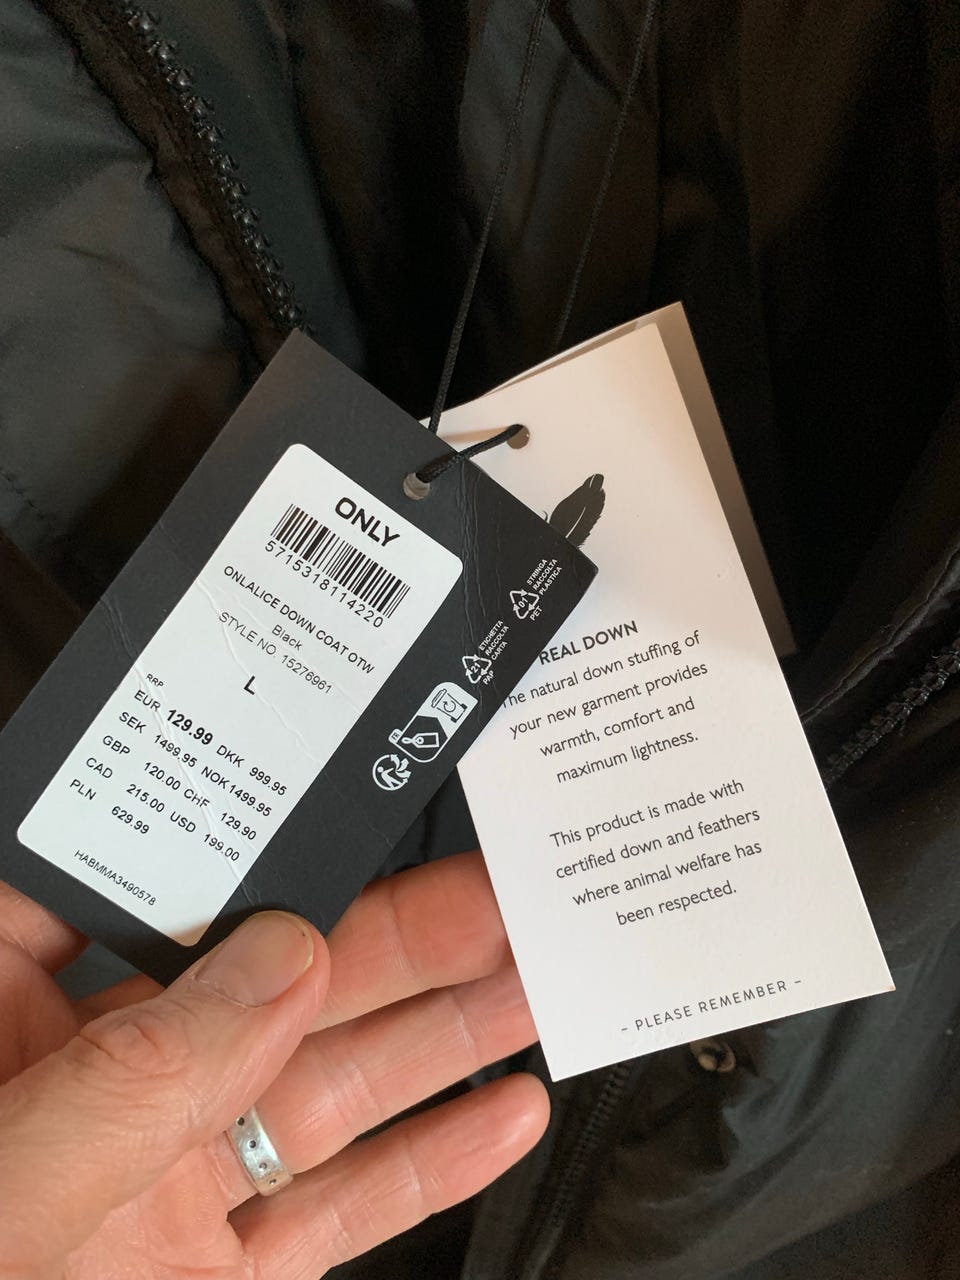 ONLY
5715318114220
ONLALICE DOWN COAT OTW
Black
STYLE NO. 15276961
L
RRP
EUR 129.99 DKK 999.95
SEK 1499.95 NOK 1499.95
GBP 120.00 CHF 129.90
CAD 215.00 USD 199.00
PLN 629.99
HABMMA3490578
ETICHETTA
RACCOLTA
CARTA
21
PAP
STRINGA
RACCOLTA
PLASTICA
01
PET
FR
REAL DOWN
The natural down stuffing of
your new garment provides
warmth, comfort and
maximum lightness.
This product is made with
certified down and feathers
where animal welfare has
been respected.
- PLEASE REMEMBER -